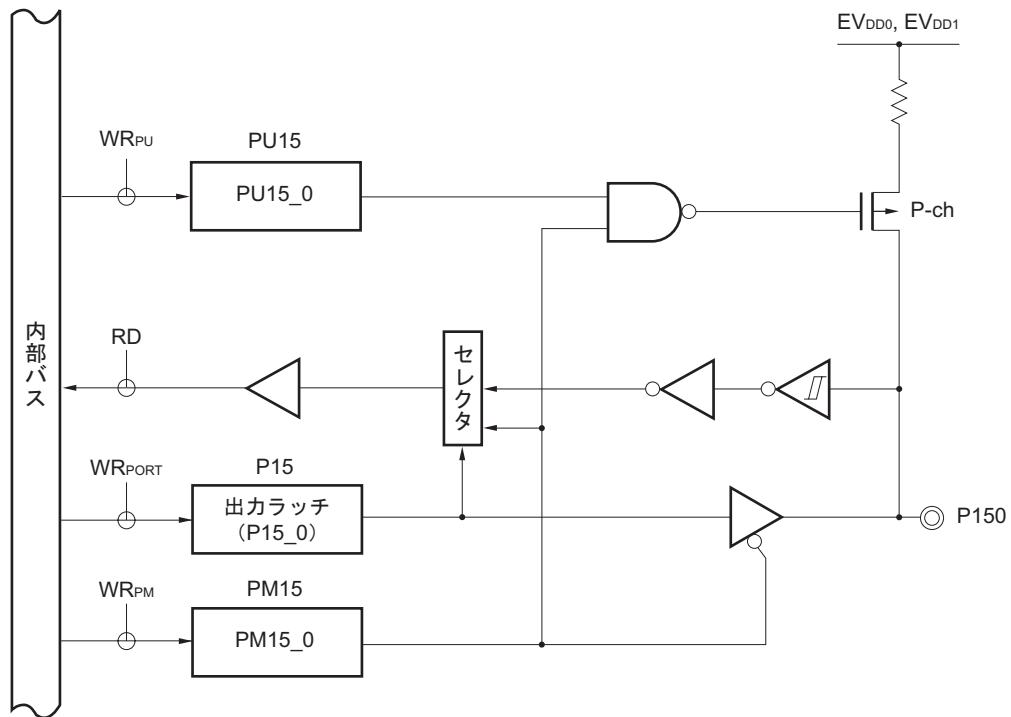 EVDD0, EVDD1
WRPU
PU15
PU15_0
P-ch
内部バス
RD
セレクタ
WRPORT
P15
出力ラッチ
(P15_0)
P150
WRPM
PM15
PM15_0